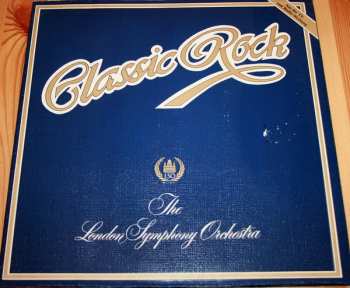 Classic Rock
The
London Symphony Orchestra